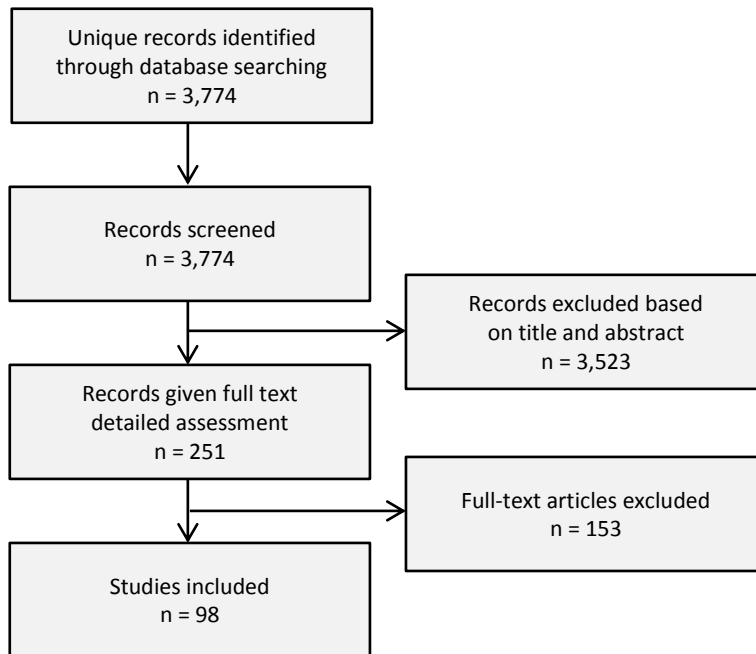 Unique records identified
through database searching
n = 3,774
Records screened
n = 3,774
Records excluded based
on title and abstract
n = 3,523
Records given full text
detailed assessment
n = 251
Full-text articles excluded
n = 153
Studies included
n = 98